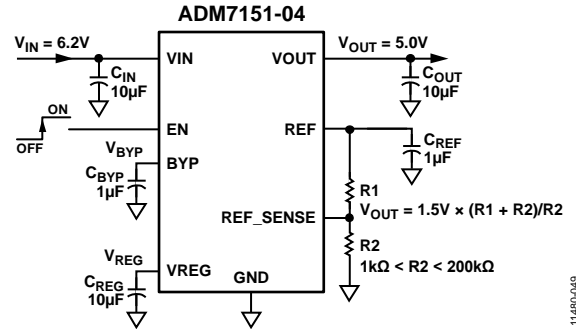 ADM7151-04
VIN = 6.2V
VIN
VOUT
VOUT = 5.0V
CIN
10µF
COUT
10µF
ON
OFF
EN
REF
CREF
1µF
VBYP
BYP
CBYP
1µF
R1
VOUT = 1.5V × (R1 + R2)/R2
REF_SENSE
R2
1kΩ < R2 < 200kΩ
VREG
VREG
GND
CREG
10µF
11480-049